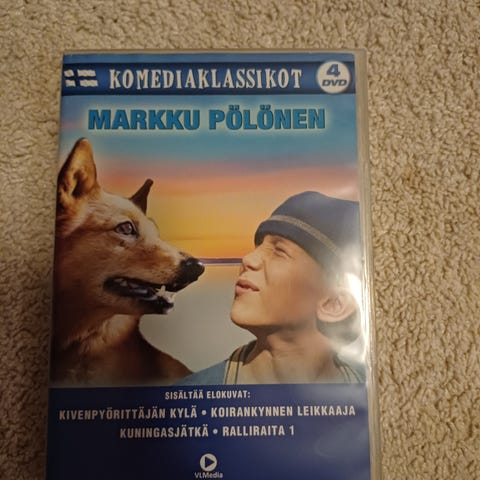 KOMEDIAKLASSIKOT
4
DVD
MARKKU PÖLÖNEN
SISÄLTÄÄ ELOKUVAT:
KIVENPYÖRITTÄJÄN KYLÄ • KOIRANKYNNEN LEIKKAAJA
KUNINGASJÄTKÄ • RALLIRAITA 1
VLMedia